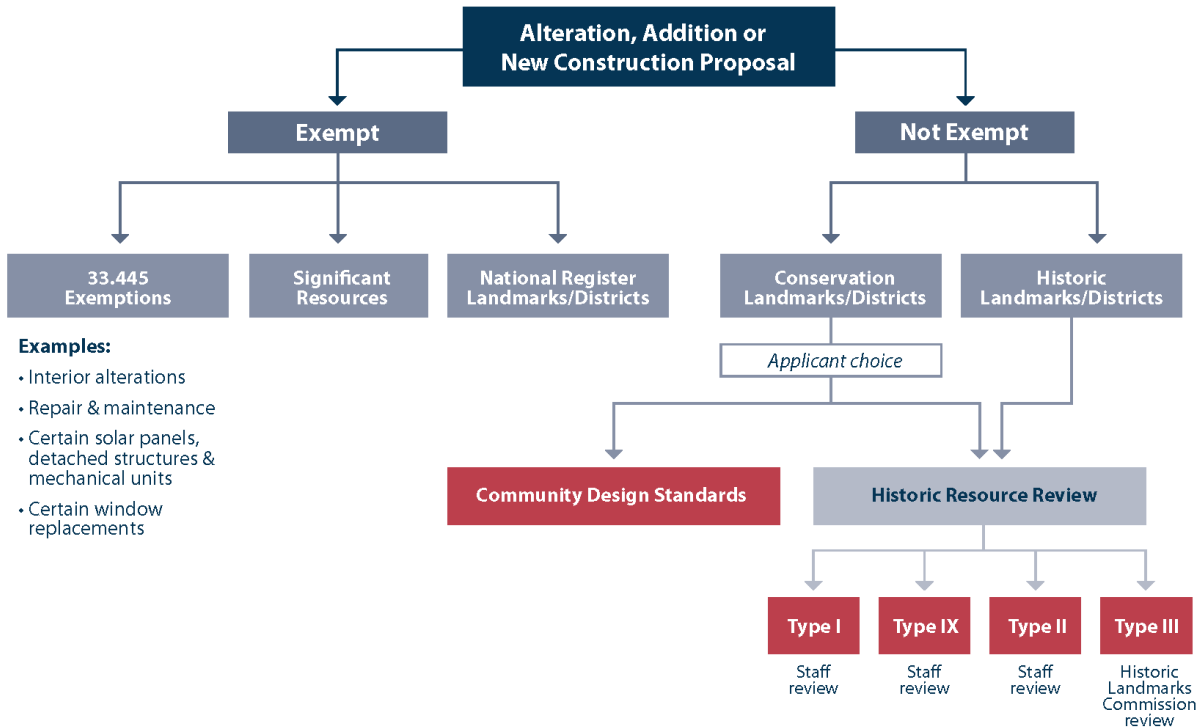 Alteration, Addition or
New Construction Proposal
Exempt
Not Exempt
33.445
Exemptions
Significant
Resources
National Register
Landmarks/Districts
Conservation
Landmarks/Districts
Historic
Landmarks/Districts
Examples:
• Interior alterations
• Repair & maintenance
• Certain solar panels,
detached structures &
mechanical units
• Certain window
replacements
Applicant choice
Community Design Standards
Historic Resource Review
Type I
Type IX
Type II
Type III
Staff
review
Staff
review
Staff
review
Historic
Landmarks
Commission
review